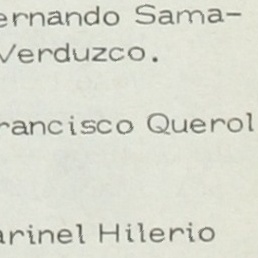 ernando Sama-
Verduzco.
rancisco Querol
arinel Hilerio